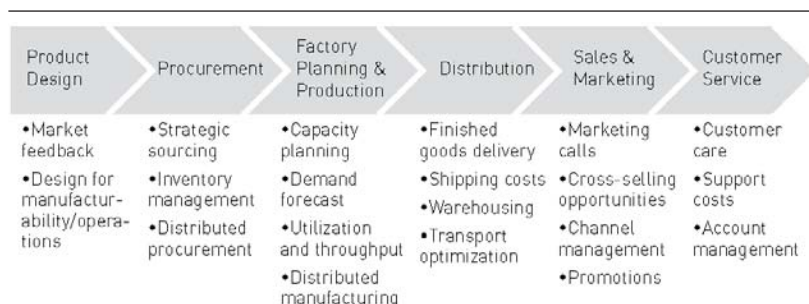 Product
Design
Procurement
Factory
Planning &
Production
Distribution
Sales &
Marketing
Customer
Service
•Market
feedback
•Design for
manufactur-
ability/opera-
tions
•Strategic
sourcing
•Inventory
management
•Distributed
procurement
•Capacity
planning
•Demand
forecast
•Utilization
and throughput
•Distributed
manufacturing
•Finished
goods delivery
•Shipping costs
•Warehousing
•Transport
optimization
•Marketing
calls
•Cross-selling
opportunities
•Channel
management
•Promotions
•Customer
care
•Support
costs
•Account
management